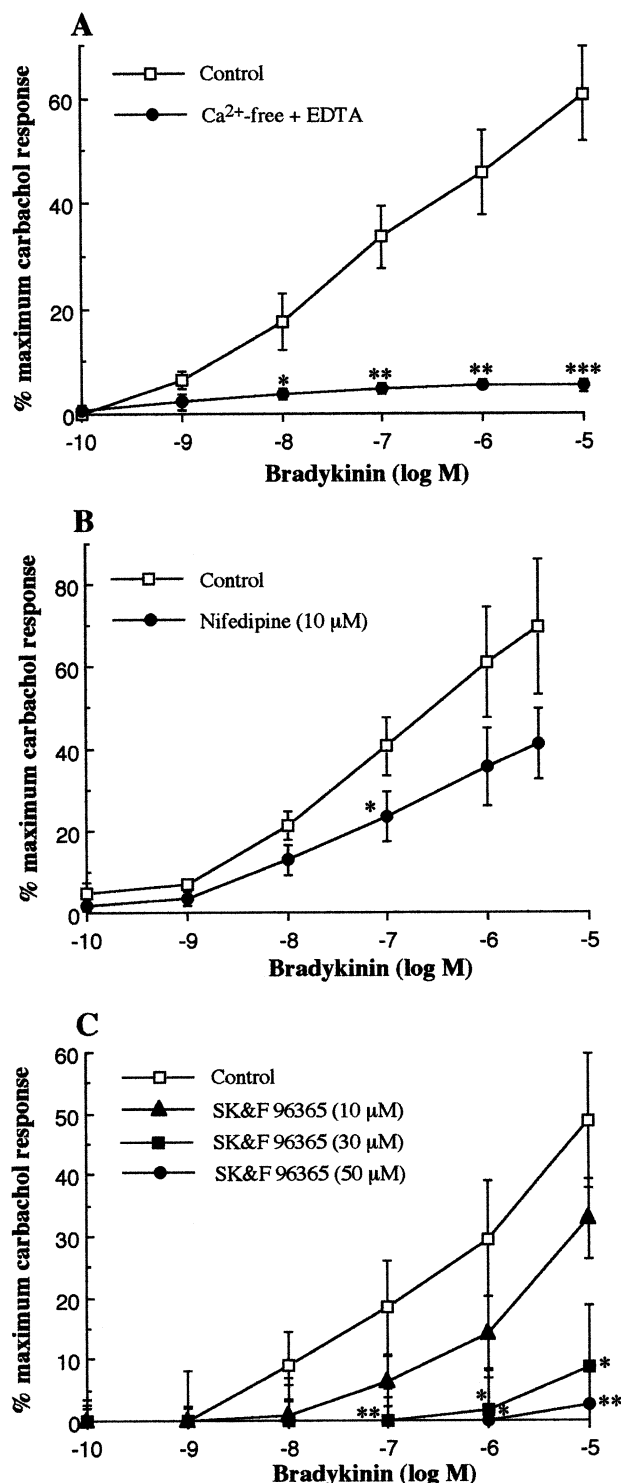 A
% maximum carbachol response
60
40
20
0
Control
Ca2+-free + EDTA
*
**
**
***
-10
-9
-8
-7
-6
-5
Bradykinin (log M)
B
% maximum carbachol response
80
60
40
20
0
Control
Nifedipine (10 µM)
*
-10
-9
-8
-7
-6
-5
Bradykinin (log M)
C
% maximum carbachol response
60
50
40
30
20
10
0
Control
SK&F 96365 (10 µM)
SK&F 96365 (30 µM)
SK&F 96365 (50 µM)
**
*
*
*
**
-10
-9
-8
-7
-6
-5
Bradykinin (log M)